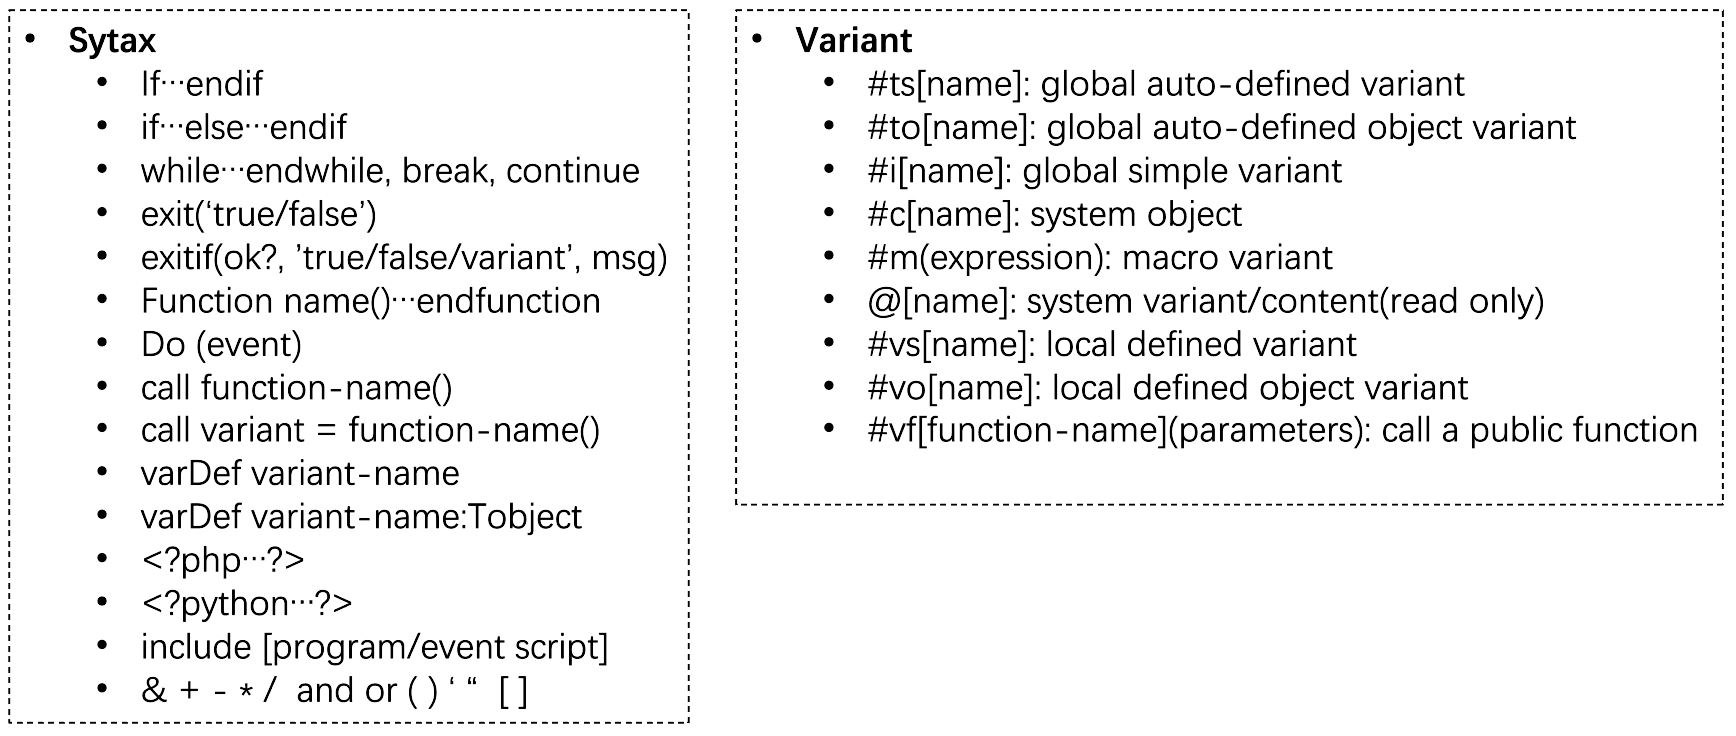 • Sytax
• If…endif
• if…else…endif
• while…endwhile, break, continue
• exit(‘true/false’)
• exitif(ok?, ’true/false/variant’, msg)
• Function name()…endfunction
• Do (event)
• call function-name()
• call variant = function-name()
• varDef variant-name
• varDef variant-name:Tobject
• <?php…?>
• <?python…?>
• include [program/event script]
• & + - * / and or ( ) ‘ “ [ ]
• Variant
• #ts[name]: global auto-defined variant
• #to[name]: global auto-defined object variant
• #i[name]: global simple variant
• #c[name]: system object
• #m(expression): macro variant
• @[name]: system variant/content(read only)
• #vs[name]: local defined variant
• #vo[name]: local defined object variant
• #vf[function-name](parameters): call a public function